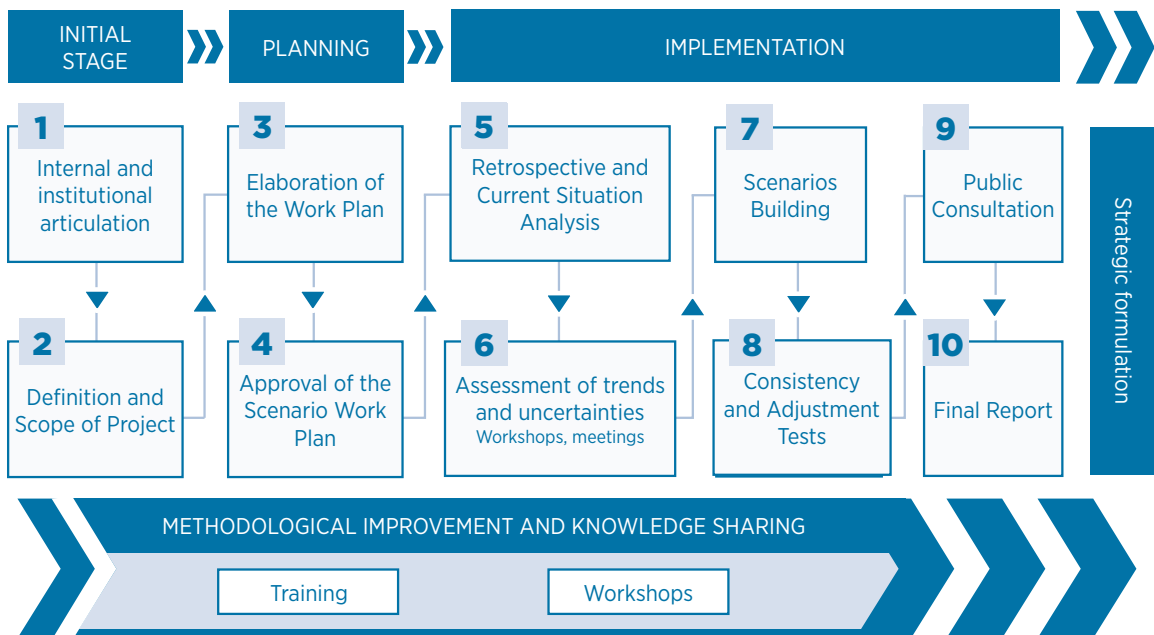 INITIAL
STAGE
PLANNING
IMPLEMENTATION
1
Internal and
institutional
articulation
2
Definition and
Scope of Project
3
Elaboration of
the Work Plan
4
Approval of the
Scenario Work
Plan
5
Retrospective and
Current Situation
Analysis
6
Assessment of trends
and uncertainties
Workshops, meetings
7
Scenarios
Building
8
Consistency
and Adjustment
Tests
9
Public
Consultation
10
Final Report
Strategic formulation
METHODOLOGICAL IMPROVEMENT AND KNOWLEDGE SHARING
Training
Workshops